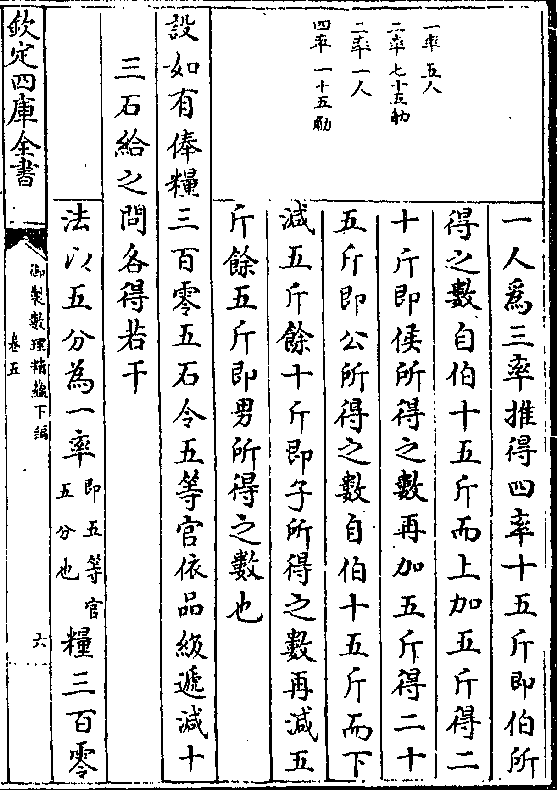 一率五人
二率七十五觔
三率一人
四率一十五觔
一人為三率推得四率十五斤即伯所
得之數自伯十五斤而上加五斤得二
十斤即侯所得之數再加五斤得二十
五斤即公所得之數自伯十五斤而下
減五斤餘十斤即子所得之數再減五
斤餘五斤即男所得之數也
設如有俸糧三百零五石令五等官依品級遞減十
三石給之問各得若干
法以五分為一率即五等官五分也糧三百零
欽定四庫全書
御製數理精蘊下編
卷五
六